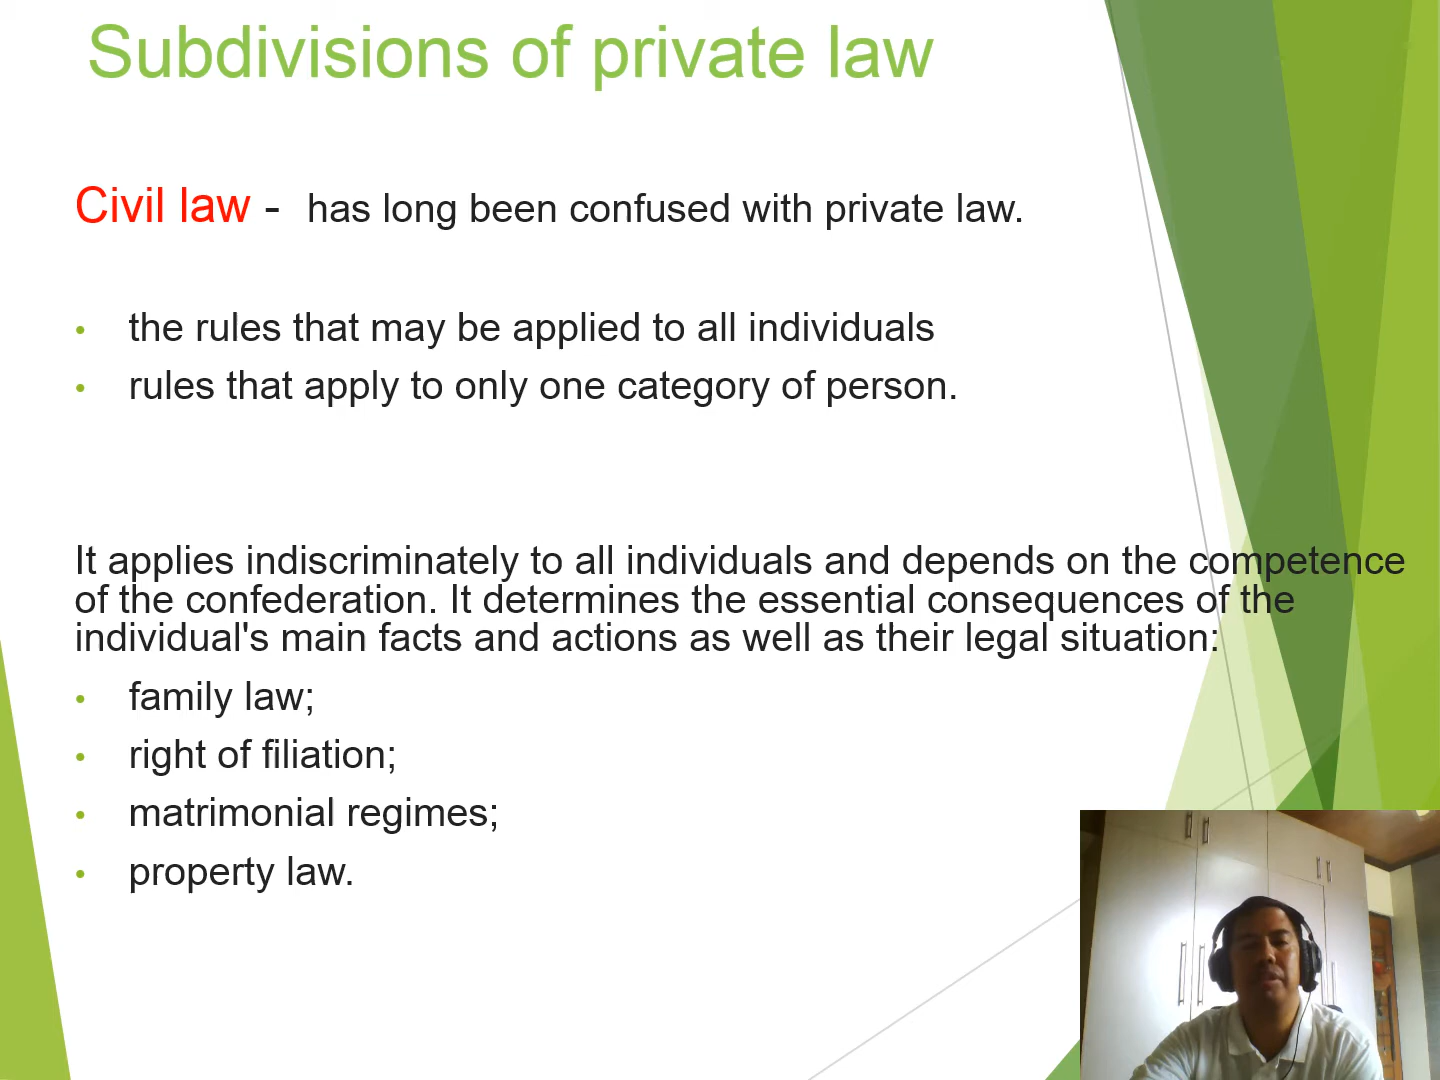 Subdivisions of private law
Civil law - has long been confused with private law.
• the rules that may be applied to all individuals
• rules that apply to only one category of person.
It applies indiscriminately to all individuals and depends on the competence
of the confederation. It determines the essential consequences of the
individual's main facts and actions as well as their legal situation:
• family law;
• right of filiation;
• matrimonial regimes;
• property law.